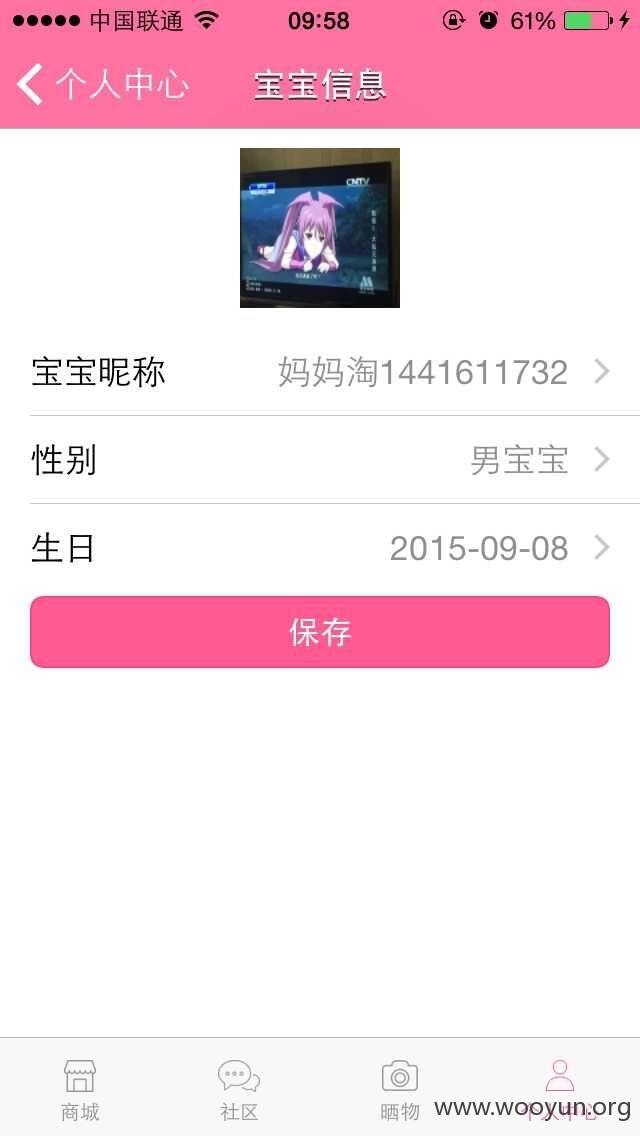 中国联通 09:58 61%
个人中心 宝宝信息
CNTV
宝宝昵称 妈妈淘1441611732
性别 男宝宝
生日 2015-09-08
保存
商城 社区 晒物 个人中心
www.wooyun.org